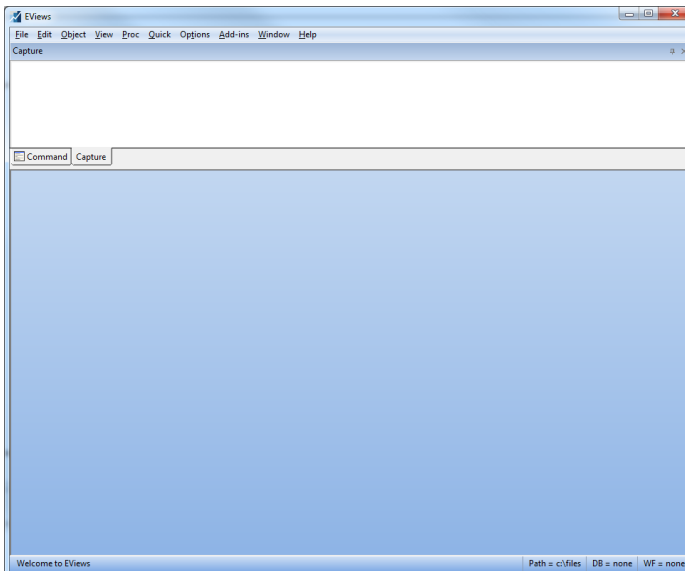 EViews
File Edit Object View Proc Quick Options Add-ins Window Help
Capture
Command Capture
Welcome to EViews Path = c:\files DB = none WF = none